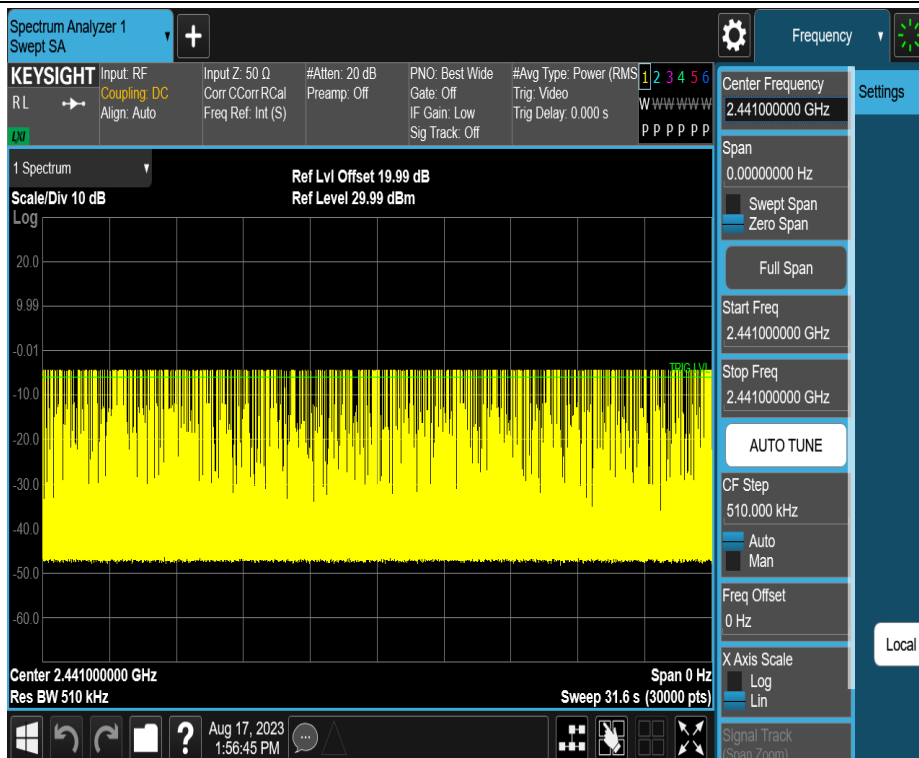 Spectrum Analyzer 1
Swept SA
Frequency
KEYSIGHT
R L
LXI
Input: RF
Coupling: DC
Align: Auto
Input Z: 50 Ω
Corr CCorr RCal
Freq Ref: Int (S)
#Atten: 20 dB
Preamp: Off
PNO: Best Wide
Gate: Off
IF Gain: Low
Sig Track: Off
#Avg Type: Power (RMS
Trig: Video
Trig Delay: 0.000 s
1 2 3 4 5 6
W W W W W W
P P P P P P
Center Frequency
2.441000000 GHz
Settings
Span
0.00000000 Hz
Swept Span
Zero Span
Full Span
Start Freq
2.441000000 GHz
Stop Freq
2.441000000 GHz
AUTO TUNE
CF Step
510.000 kHz
Auto
Man
Freq Offset
0 Hz
X Axis Scale
Log
Lin
Signal Track
(Span Zoom)
Local
1 Spectrum
Scale/Div 10 dB
Log
Ref Lvl Offset 19.99 dB
Ref Level 29.99 dBm
20.0
9.99
-0.01
TRIG LVL
-10.0
-20.0
-30.0
-40.0
-50.0
-60.0
Center 2.441000000 GHz
Res BW 510 kHz
Span 0 Hz
Sweep 31.6 s (30000 pts)
?
Aug 17, 2023
1:56:45 PM